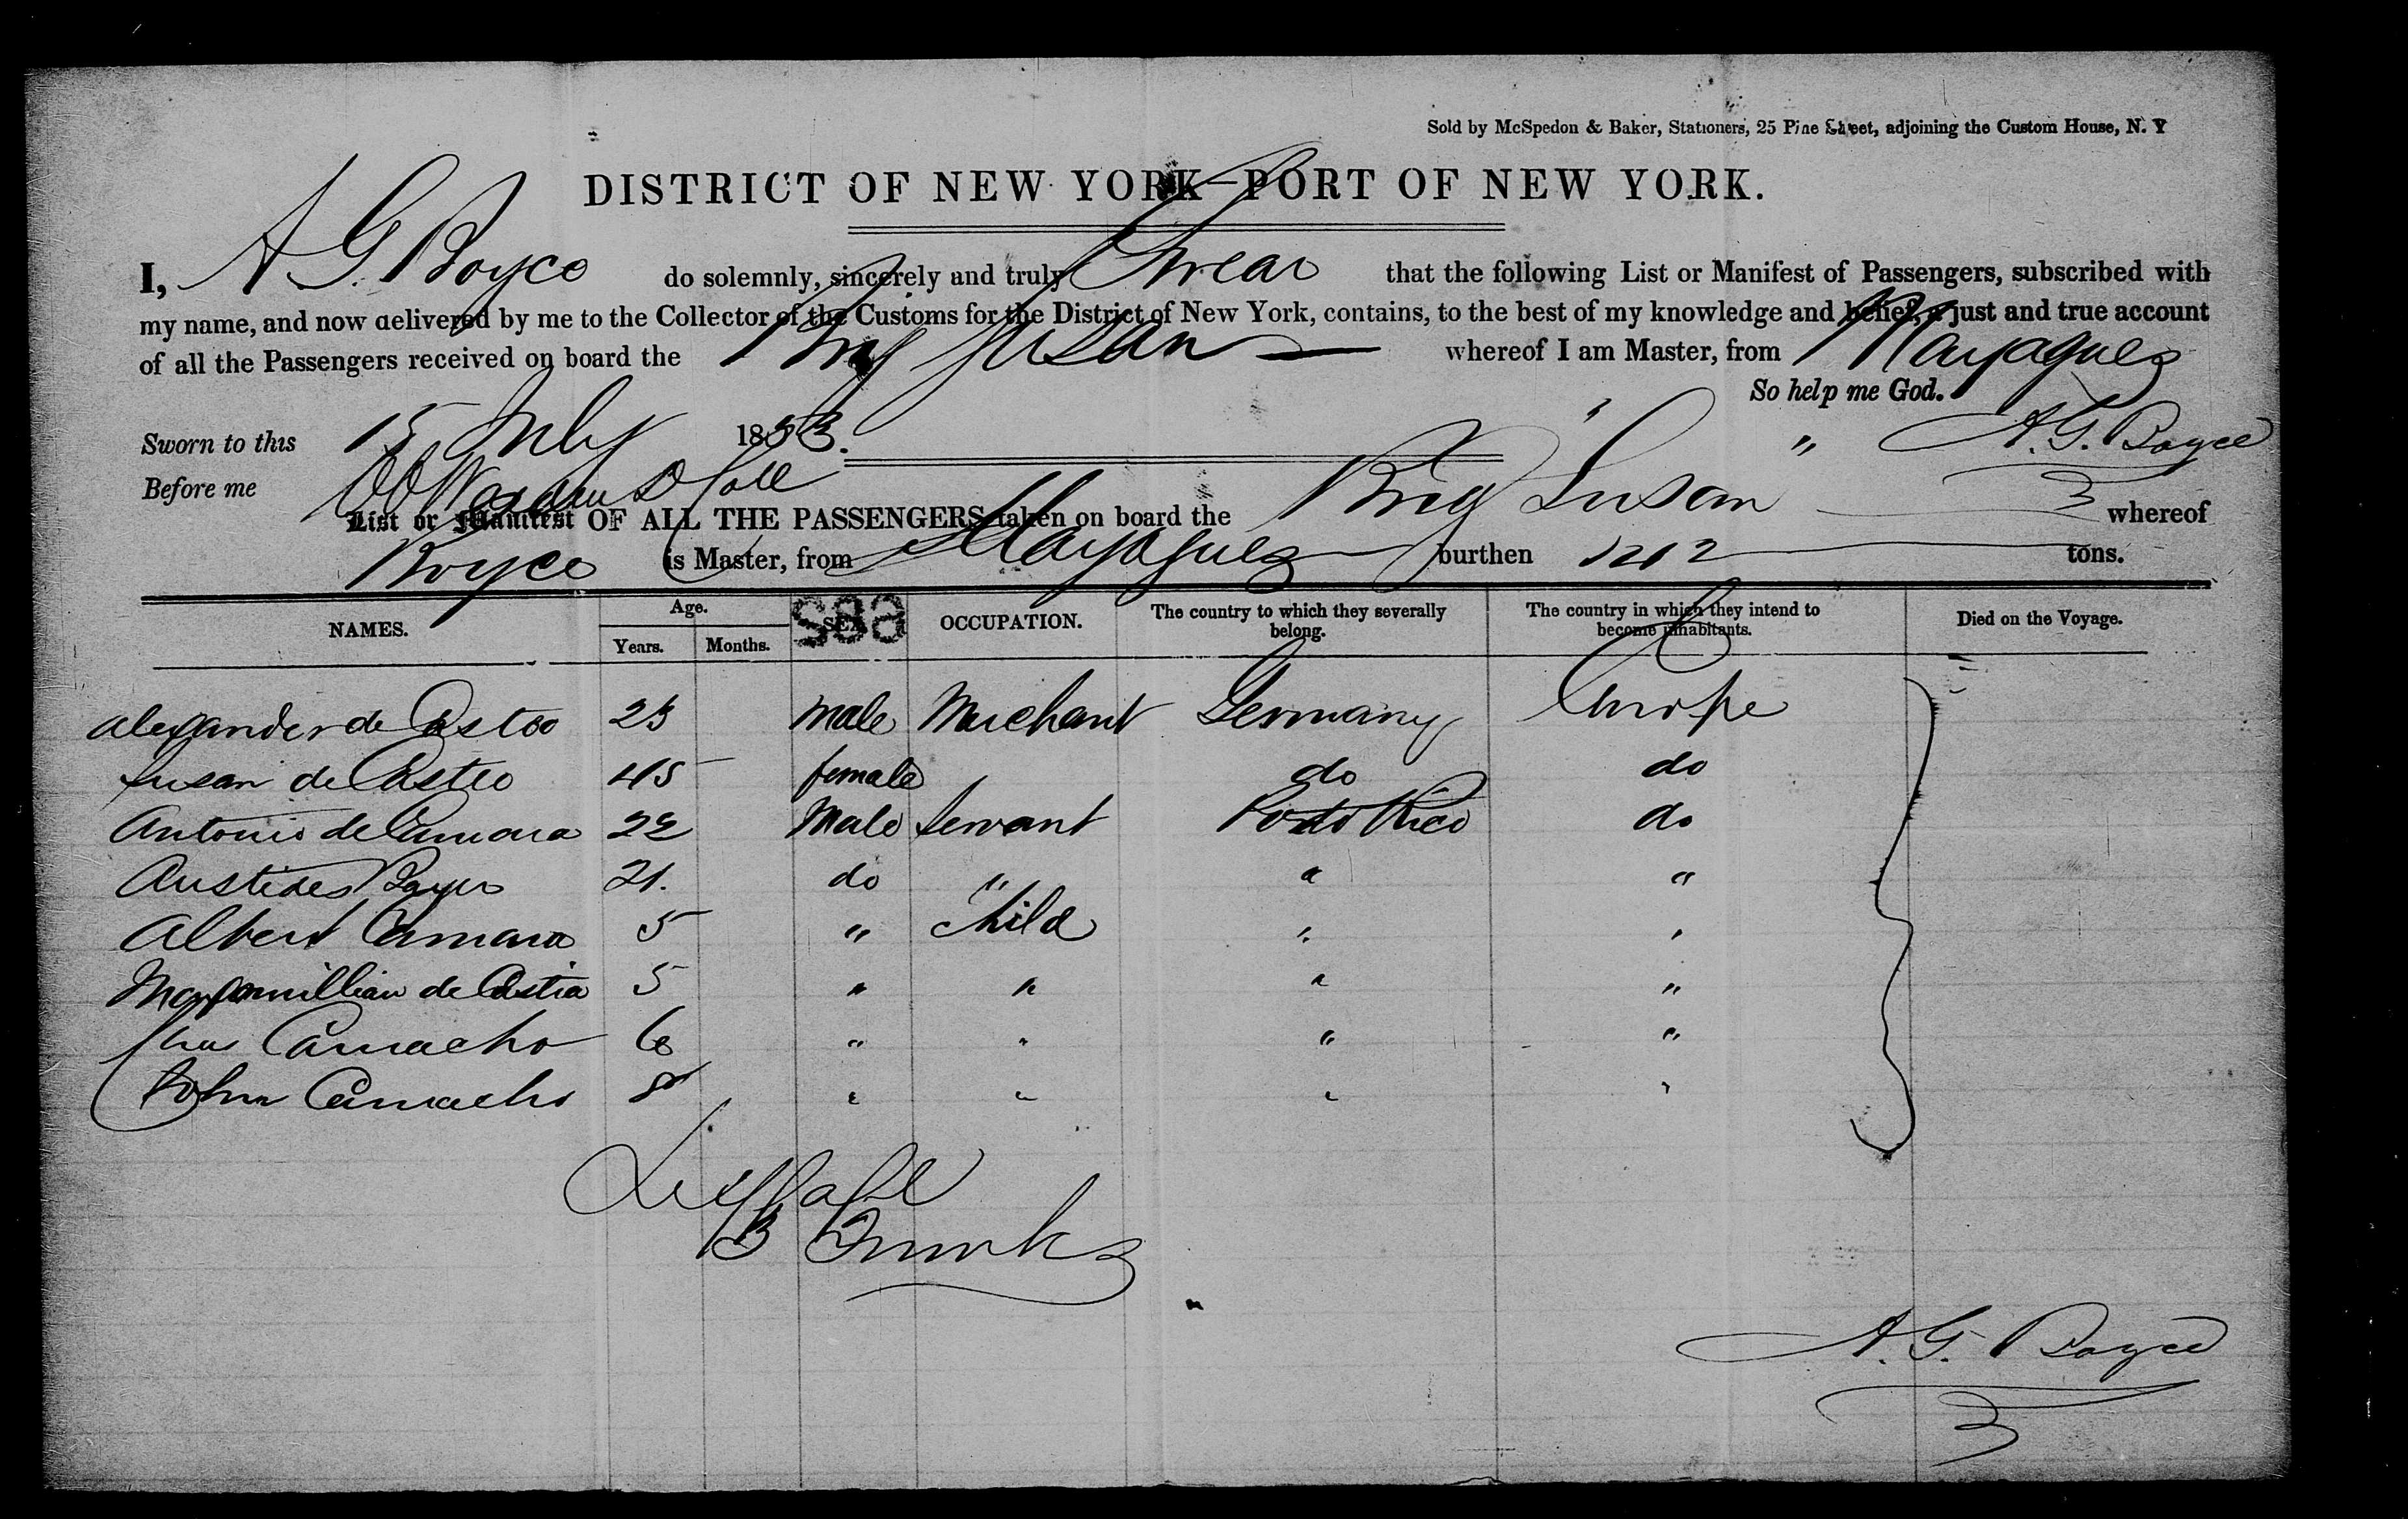 Sold by McSpedon & Baker, Stationers, 25 Pine Street, adjoining the Custom House, N. Y
DISTRICT OF NEW YORK—PORT OF NEW YORK.
I, A G. Boyce do solemnly, sincerely and truly Swear that the following List or Manifest of Passengers, subscribed with
my name, and now delivered by me to the Collector of the Customs for the District of New York, contains, to the best of my knowledge and belief, a just and true account
of all the Passengers received on board the Brig Susan whereof I am Master, from Mayaguez
So help me God.
Sworn to this 15 July 1853. " A. G. Boyce
Before me
List or Manifest OF ALL THE PASSENGERS taken on board the Brig Susan whereof
Boyce is Master, from Mayaguez burthen 212 tons.
NAMES. Age. Years. Months. SEX OCCUPATION. The country to which they severally belong. The country in which they intend to become inhabitants. Died on the Voyage.
588
Alexander de Castro 23 male Merchant Germany Europe
Susan de Castro 45 female do do
Antonio de Camara 22 Male Servant Porto Rico do
21. do " " "
Albert Camara 5 " Child " "
de Castro 5 " " " "
Camacho 6 " " " "
John Camacho 8 " " " "
Luggage
3 Trunks
A. G. Boyce